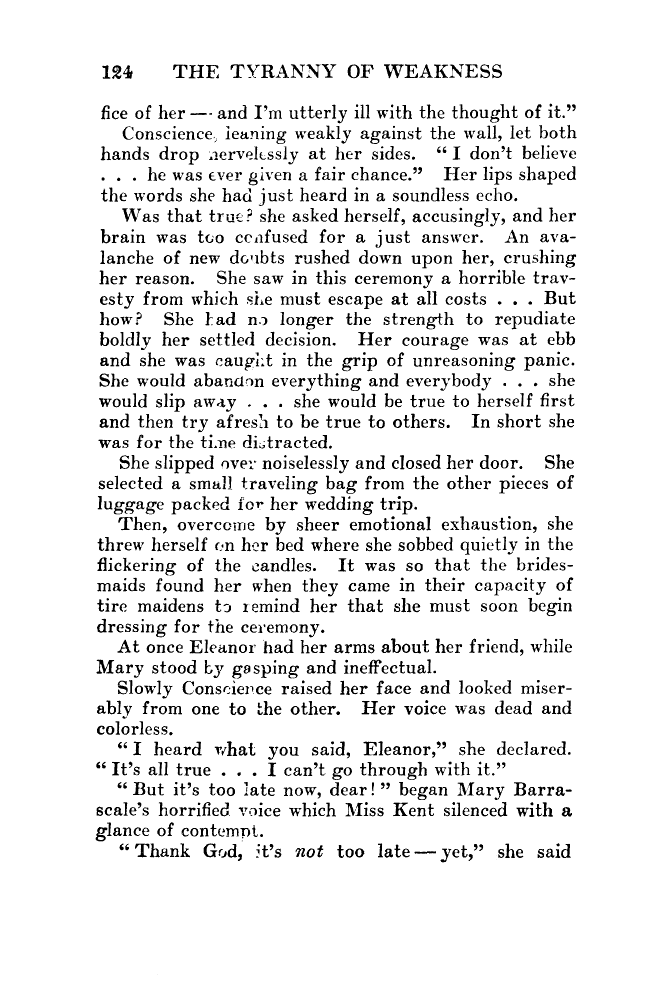 124 THE TYRANNY OF WEAKNESS
fice of her — and I'm utterly ill with the thought of it."
Conscience, leaning weakly against the wall, let both
hands drop nervelessly at her sides. "I don't believe
. . . he was ever given a fair chance." Her lips shaped
the words she had just heard in a soundless echo.
Was that true? she asked herself, accusingly, and her
brain was too confused for a just answer. An ava-
lanche of new doubts rushed down upon her, crushing
her reason. She saw in this ceremony a horrible trav-
esty from which she must escape at all costs . . . But
how? She had no longer the strength to repudiate
boldly her settled decision. Her courage was at ebb
and she was caught in the grip of unreasoning panic.
She would abandon everything and everybody . . . she
would slip away . . . she would be true to herself first
and then try afresh to be true to others. In short she
was for the time distracted.
She slipped over noiselessly and closed her door. She
selected a small traveling bag from the other pieces of
luggage packed for her wedding trip.
Then, overcome by sheer emotional exhaustion, she
threw herself on her bed where she sobbed quietly in the
flickering of the candles. It was so that the brides-
maids found her when they came in their capacity of
tire maidens to remind her that she must soon begin
dressing for the ceremony.
At once Eleanor had her arms about her friend, while
Mary stood by gasping and ineffectual.
Slowly Conscience raised her face and looked miser-
ably from one to the other. Her voice was dead and
colorless.
"I heard what you said, Eleanor," she declared.
"It's all true . . . I can't go through with it."
"But it's too late now, dear!" began Mary Barra-
scale's horrified voice which Miss Kent silenced with a
glance of contempt.
"Thank God, it's not too late — yet," she said